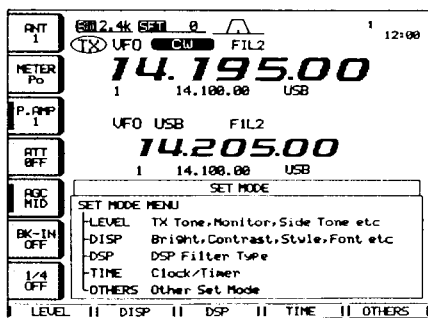 ANT
1
METER
Po
P.AMP
1
ATT
OFF
AGC
MID
BK-IN
OFF
1/4
OFF
BW 2.4k SFT 0
1
12:00
TX VFO CW FIL2
14.195.00
1 14.100.00 USB
VFO USB FIL2
14.205.00
1 14.100.00 USB
SET MODE
SET MODE MENU
LEVEL TX Tone,Monitor,Side Tone etc
DISP Bright,Contrast,Style,Font etc
DSP DSP Filter Type
TIME Clock/Timer
OTHERS Other Set Mode
LEVEL DISP DSP TIME OTHERS